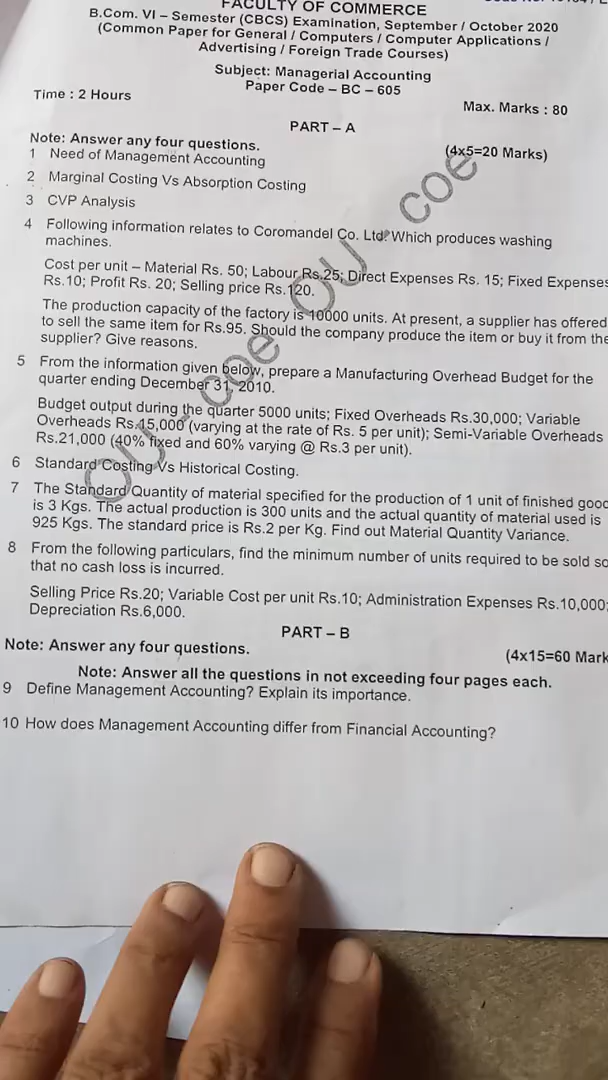 FACULTY OF COMMERCE
B.Com. VI – Semester (CBCS) Examination, September / October 2020
(Common Paper for General / Computers / Computer Applications /
Advertising / Foreign Trade Courses)
Subject: Managerial Accounting
Paper Code – BC – 605
Time : 2 Hours
Max. Marks : 80
PART – A
Note: Answer any four questions.
(4x5=20 Marks)
1 Need of Management Accounting
2 Marginal Costing Vs Absorption Costing
3 CVP Analysis
4 Following information relates to Coromandel Co. Ltd. Which produces washing
machines.
Cost per unit – Material Rs. 50; Labour Rs.25; Direct Expenses Rs. 15; Fixed Expenses
Rs.10; Profit Rs. 20; Selling price Rs.120.
The production capacity of the factory is 10000 units. At present, a supplier has offered
to sell the same item for Rs.95. Should the company produce the item or buy it from the
supplier? Give reasons.
5 From the information given below, prepare a Manufacturing Overhead Budget for the
quarter ending December 31, 2010.
Budget output during the quarter 5000 units; Fixed Overheads Rs.30,000; Variable
Overheads Rs.15,000 (varying at the rate of Rs. 5 per unit); Semi-Variable Overheads
Rs.21,000 (40% fixed and 60% varying @ Rs.3 per unit).
6 Standard Costing Vs Historical Costing.
7 The Standard Quantity of material specified for the production of 1 unit of finished good
is 3 Kgs. The actual production is 300 units and the actual quantity of material used is
925 Kgs. The standard price is Rs.2 per Kg. Find out Material Quantity Variance.
8 From the following particulars, find the minimum number of units required to be sold so
that no cash loss is incurred.
Selling Price Rs.20; Variable Cost per unit Rs.10; Administration Expenses Rs.10,000;
Depreciation Rs.6,000.
PART – B
Note: Answer any four questions.
(4x15=60 Mark
Note: Answer all the questions in not exceeding four pages each.
9 Define Management Accounting? Explain its importance.
10 How does Management Accounting differ from Financial Accounting?
OU - coe OU - coe